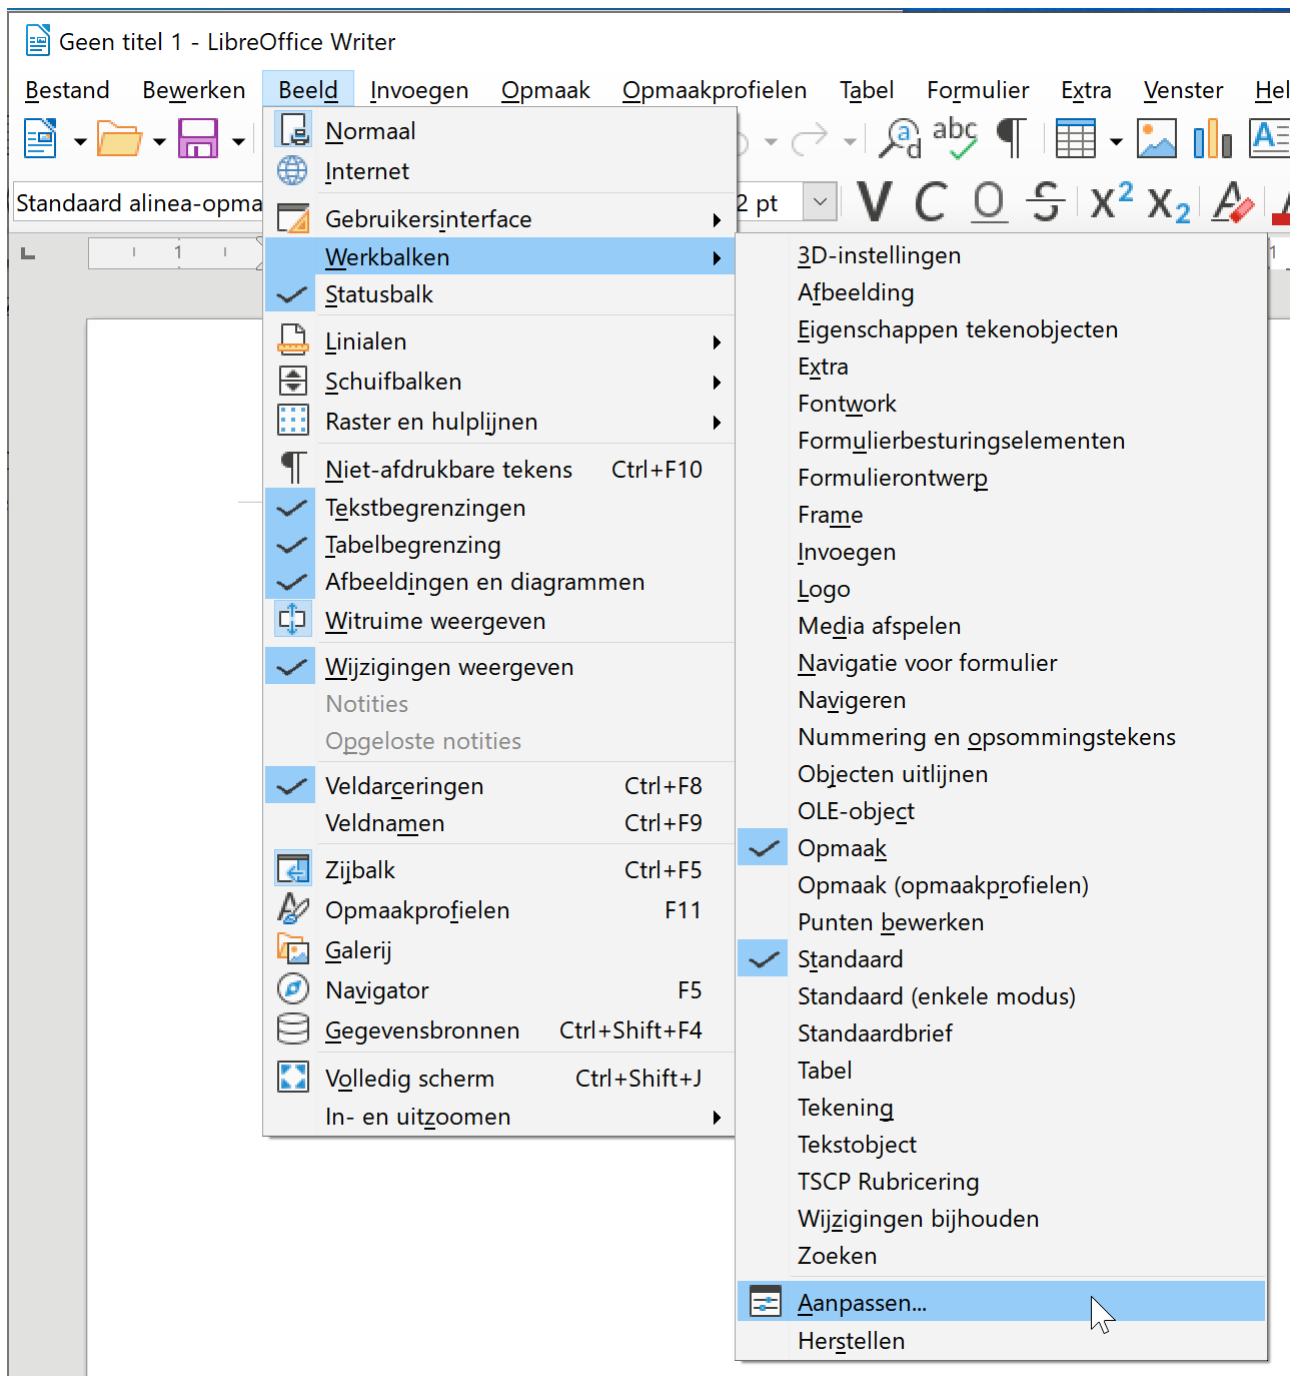 Geen titel 1 - LibreOffice Writer
Bestand Bewerken Beeld Invoegen Opmaak Opmaakprofielen Tabel Formulier Extra Venster Hel
Standaard alinea-opma 2 pt V C O S X2 X2
1 1
Normaal
Internet
Gebruikersinterface
Werkbalken
Statusbalk
Linialen
Schuifbalken
Raster en hulplijnen
Niet-afdrukbare tekens Ctrl+F10
Tekstbegrenzingen
Tabelbegrenzing
Afbeeldingen en diagrammen
Witruime weergeven
Wijzigingen weergeven
Notities
Opgeloste notities
Veldarceringen Ctrl+F8
Veldnamen Ctrl+F9
Zijbalk Ctrl+F5
Opmaakprofielen F11
Galerij
Navigator F5
Gegevensbronnen Ctrl+Shift+F4
Volledig scherm Ctrl+Shift+J
In- en uitzoomen
3D-instellingen
Afbeelding
Eigenschappen tekenobjecten
Extra
Fontwork
Formulierbesturingselementen
Formulierontwerp
Frame
Invoegen
Logo
Media afspelen
Navigatie voor formulier
Navigeren
Nummering en opsommingstekens
Objecten uitlijnen
OLE-object
Opmaak
Opmaak (opmaakprofielen)
Punten bewerken
Standaard
Standaard (enkele modus)
Standaardbrief
Tabel
Tekening
Tekstobject
TSCP Rubricering
Wijzigingen bijhouden
Zoeken
Aanpassen...
Herstellen